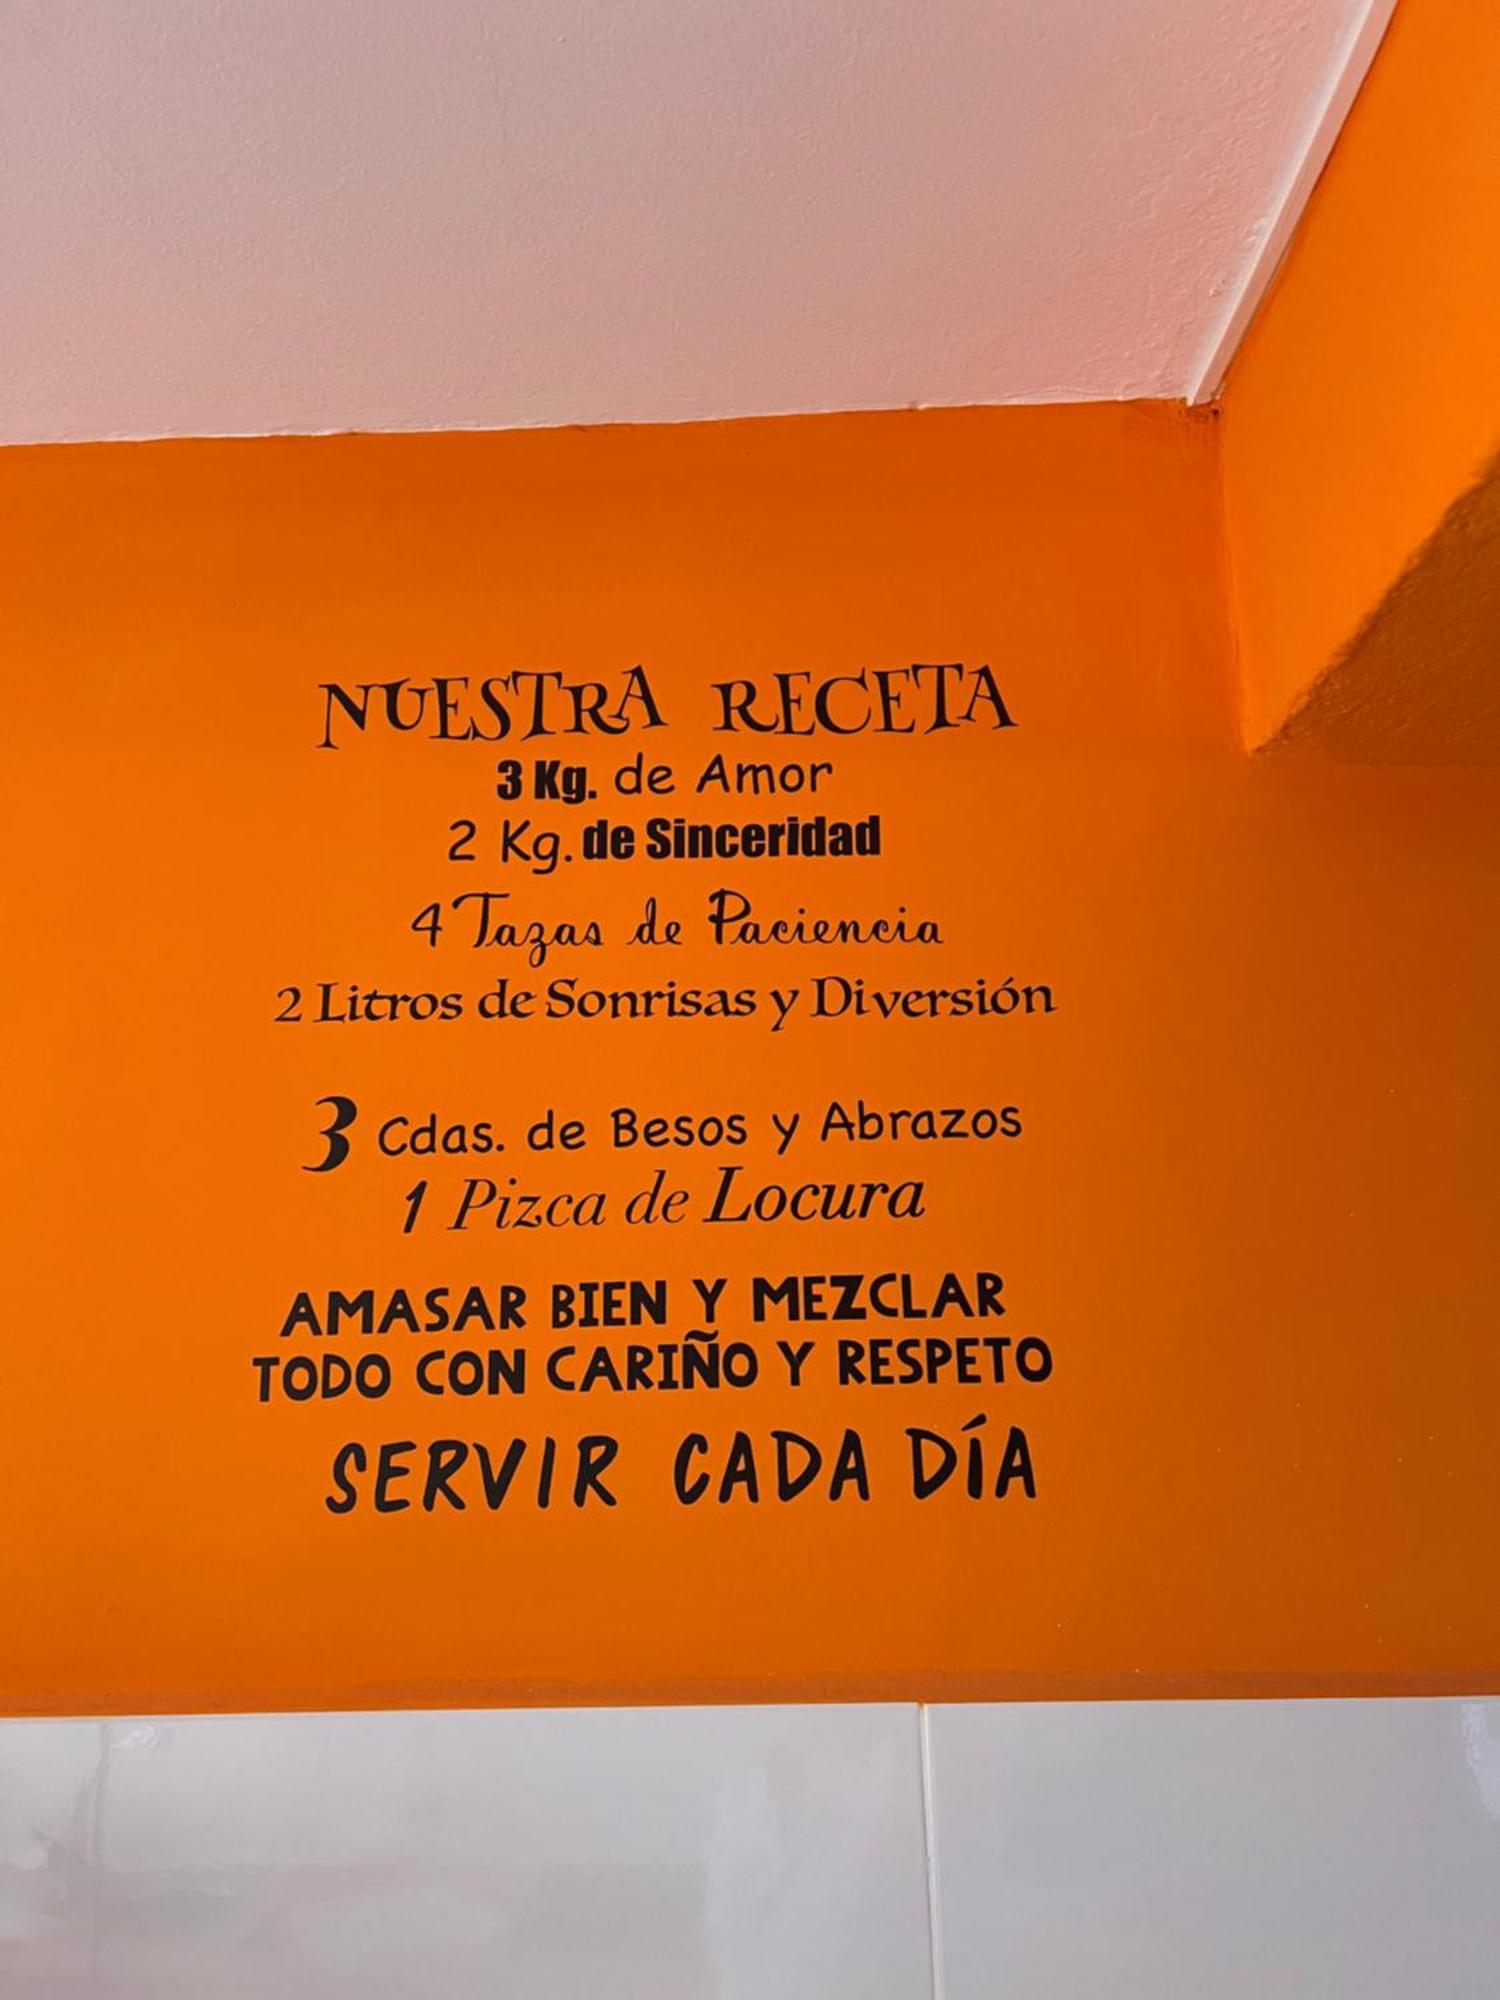 NUESTRA RECETA
3 Kg. de Amor
2 Kg. de Sinceridad
4 Tazas de Paciencia
2 Litros de Sonrisas y Diversión
3 Cdas. de Besos y Abrazos
1 Pizca de Locura
AMASAR BIEN Y MEZCLAR
TODO CON CARIÑO Y RESPETO
SERVIR CADA DÍA